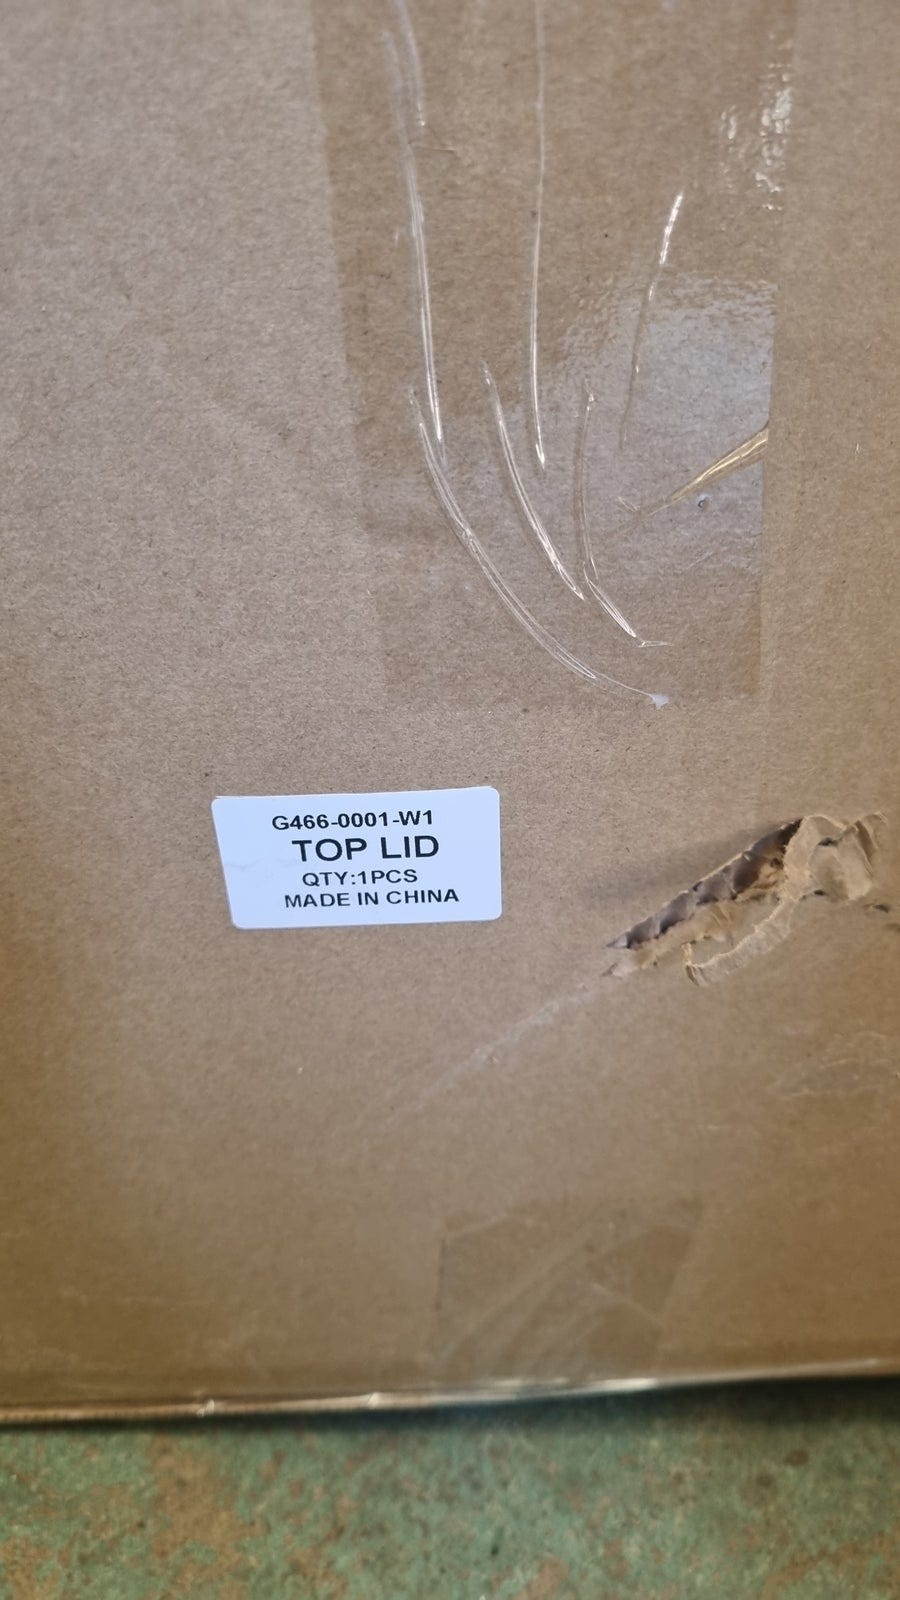 G466-0001-W1
TOP LID
QTY:1PCS
MADE IN CHINA